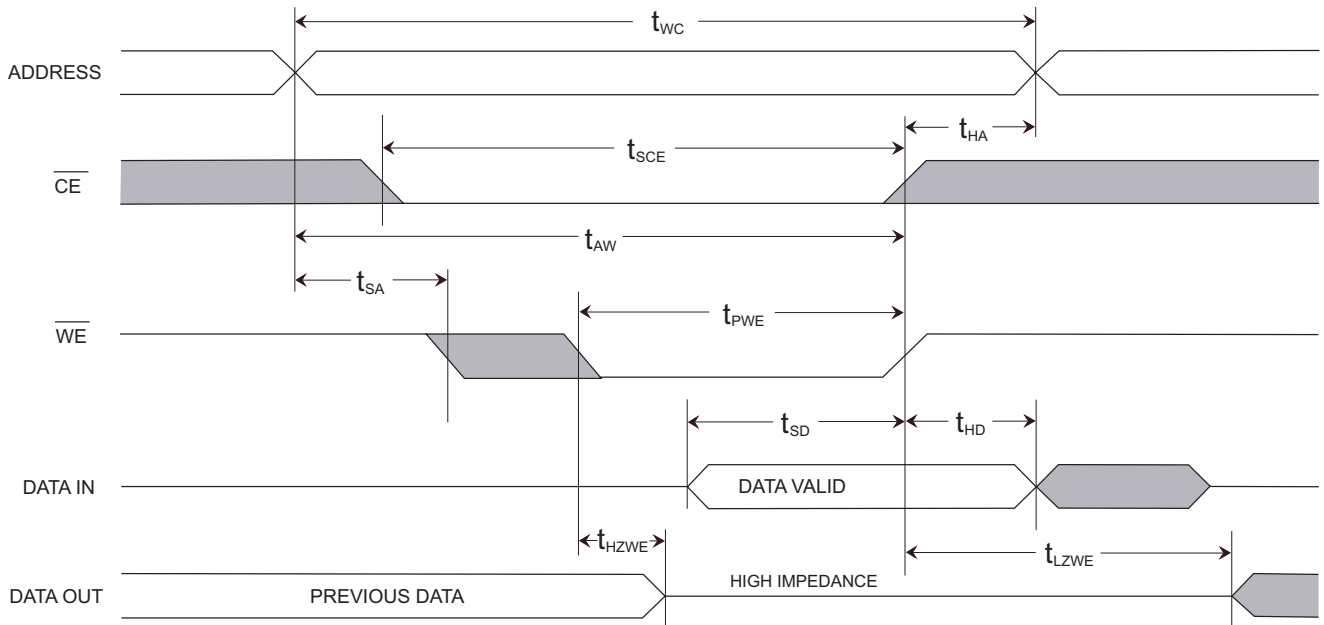 tWC
ADDRESS
tHA
tSCE
CE
tAW
tSA
tPWE
WE
tSD
tHD
DATA IN
DATA VALID
tHZWE
tLZWE
HIGH IMPEDANCE
DATA OUT
PREVIOUS DATA